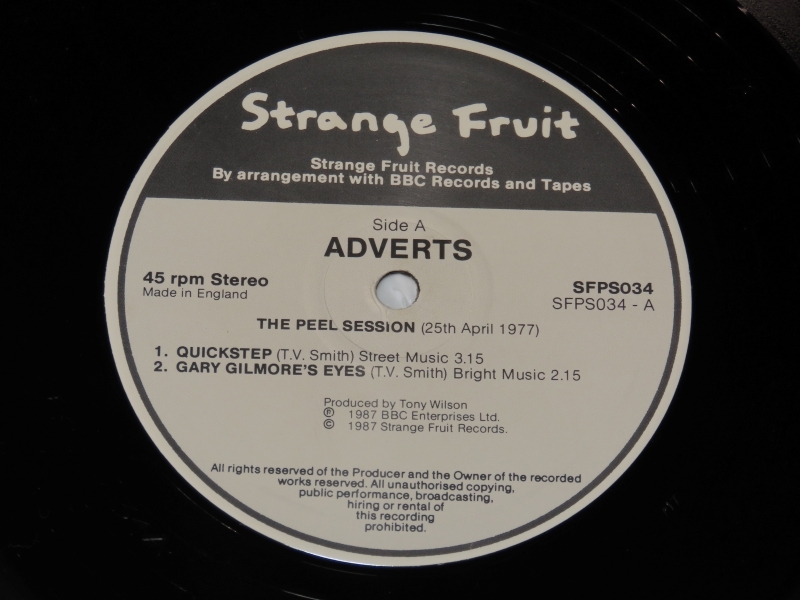 Strange Fruit
Strange Fruit Records
By arrangement with BBC Records and Tapes
Side A
ADVERTS
45 rpm Stereo
Made in England
SFPS034
SFPS034 - A
THE PEEL SESSION (25th April 1977)
1. QUICKSTEP (T.V. Smith) Street Music 3.15
2. GARY GILMORE'S EYES (T.V. Smith) Bright Music 2.15
Produced by Tony Wilson
℗ 1987 BBC Enterprises Ltd.
© 1987 Strange Fruit Records.
All rights reserved of the Producer and the Owner of the recorded
works reserved. All unauthorised copying,
public performance, broadcasting,
hiring or rental of
this recording
prohibited.